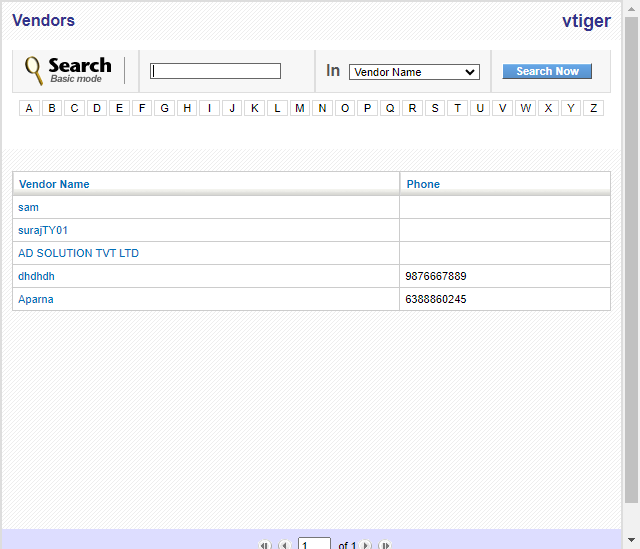 Vendors vtiger
Search
Basic mode
In Vendor Name Search Now
A B C D E F G H I J K L M N O P Q R S T U V W X Y Z
Vendor Name Phone
sam
surajTY01
AD SOLUTION TVT LTD
dhdhdh 9876667889
Aparna 6388860245
1 of 1